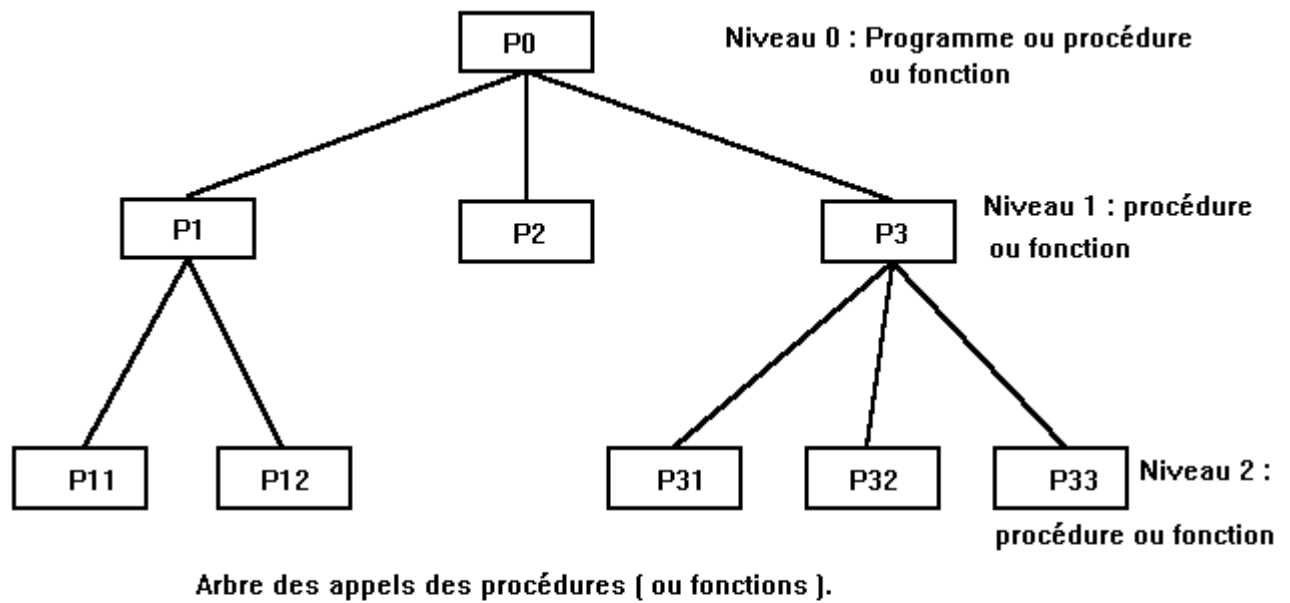 P0
Niveau 0 : Programme ou procédure
ou fonction
P1
P2
P3
Niveau 1 : procédure
ou fonction
P11
P12
P31
P32
P33
Niveau 2 :
procédure ou fonction
Arbre des appels des procédures ( ou fonctions ).